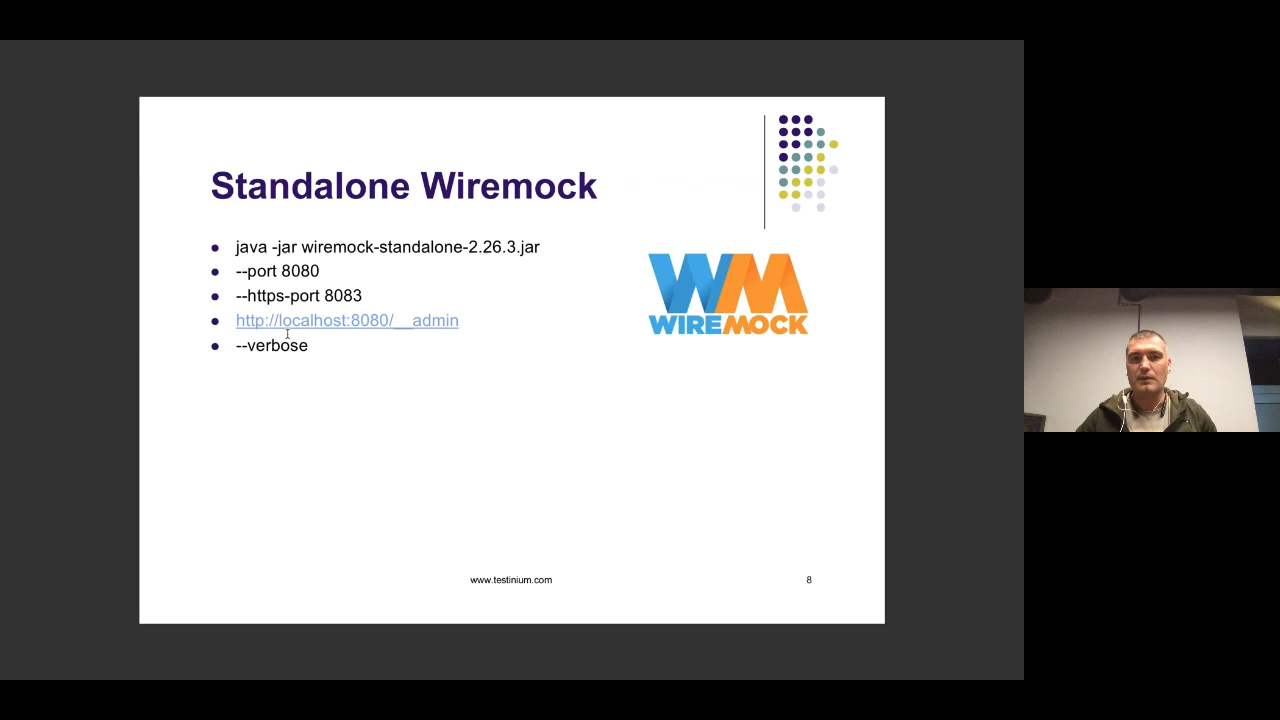 Standalone Wiremock
java -jar wiremock-standalone-2.26.3.jar
--port 8080
--https-port 8083
http://localhost:8080/__admin
--verbose
WIREMOCK
www.testinium.com
8